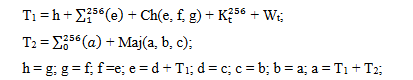 T₁ = h + ∑₁²⁵⁶(e) + Ch(e, f, g) + Kₜ²⁵⁶ + Wₜ;
T₂ = ∑₀²⁵⁶(a) + Maj(a, b, c);
h = g; g = f; f =e; e = d + T₁; d = c; c = b; b = a; a = T₁ + T₂;